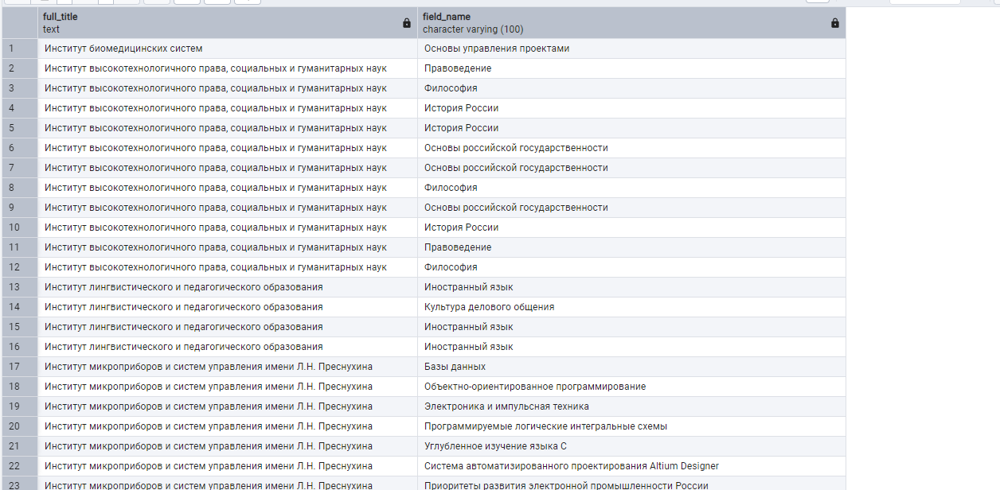 full_title field_name
text character varying (100)
1 Институт биомедицинских систем Основы управления проектами
2 Институт высокотехнологичного права, социальных и гуманитарных наук Правоведение
3 Институт высокотехнологичного права, социальных и гуманитарных наук Философия
4 Институт высокотехнологичного права, социальных и гуманитарных наук История России
5 Институт высокотехнологичного права, социальных и гуманитарных наук История России
6 Институт высокотехнологичного права, социальных и гуманитарных наук Основы российской государственности
7 Институт высокотехнологичного права, социальных и гуманитарных наук Основы российской государственности
8 Институт высокотехнологичного права, социальных и гуманитарных наук Философия
9 Институт высокотехнологичного права, социальных и гуманитарных наук Основы российской государственности
10 Институт высокотехнологичного права, социальных и гуманитарных наук История России
11 Институт высокотехнологичного права, социальных и гуманитарных наук Правоведение
12 Институт высокотехнологичного права, социальных и гуманитарных наук Философия
13 Институт лингвистического и педагогического образования Иностранный язык
14 Институт лингвистического и педагогического образования Культура делового общения
15 Институт лингвистического и педагогического образования Иностранный язык
16 Институт лингвистического и педагогического образования Иностранный язык
17 Институт микроприборов и систем управления имени Л.Н. Преснухина Базы данных
18 Институт микроприборов и систем управления имени Л.Н. Преснухина Объектно-ориентированное программирование
19 Институт микроприборов и систем управления имени Л.Н. Преснухина Электроника и импульсная техника
20 Институт микроприборов и систем управления имени Л.Н. Преснухина Программируемые логические интегральные схемы
21 Институт микроприборов и систем управления имени Л.Н. Преснухина Углубленное изучение языка С
22 Институт микроприборов и систем управления имени Л.Н. Преснухина Система автоматизированного проектирования Altium Designer
23 Институт микроприборов и систем управления имени Л.Н. Преснухина Приоритеты развития электронной промышленности России